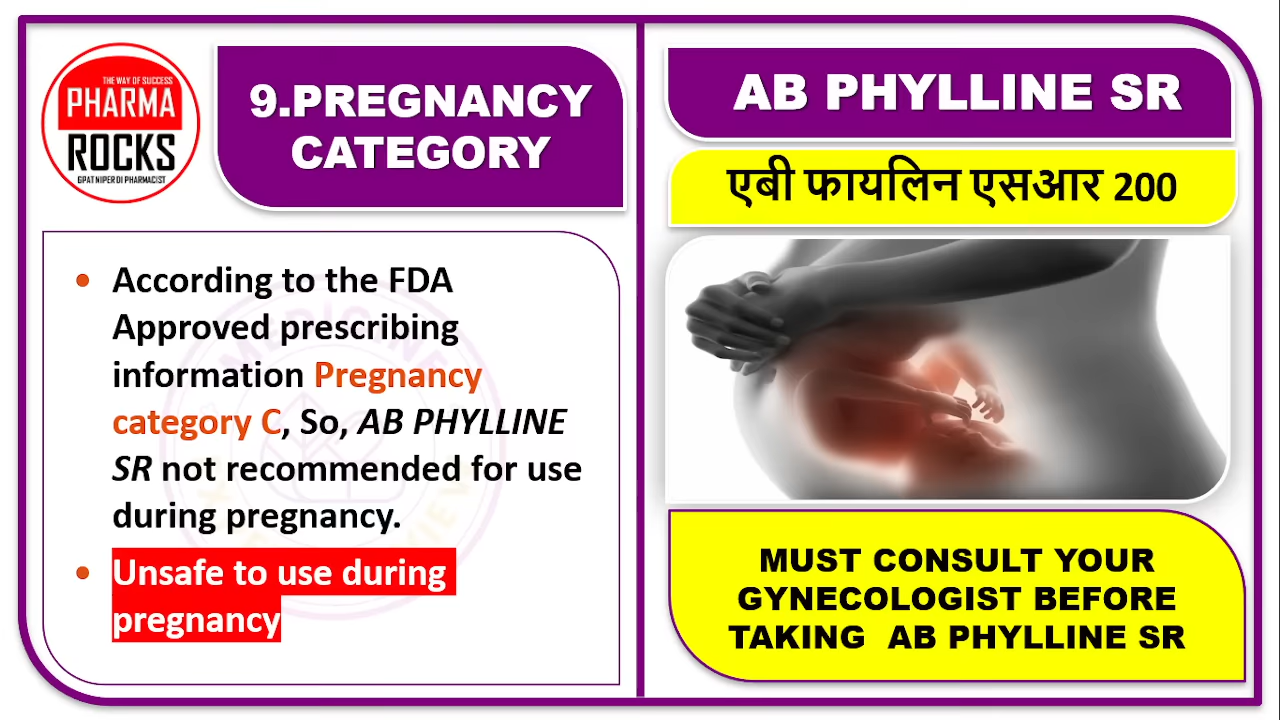 THE WAY OF SUCCESS
PHARMA
ROCKS
GPAT NIPER DI PHARMACIST
9.PREGNANCY
CATEGORY
• According to the FDA
Approved prescribing
information Pregnancy
category C, So, AB PHYLLINE
SR not recommended for use
during pregnancy.
• Unsafe to use during
pregnancy
AB PHYLLINE SR
एबी फायलिन एसआर 200
MUST CONSULT YOUR
GYNECOLOGIST BEFORE
TAKING AB PHYLLINE SR